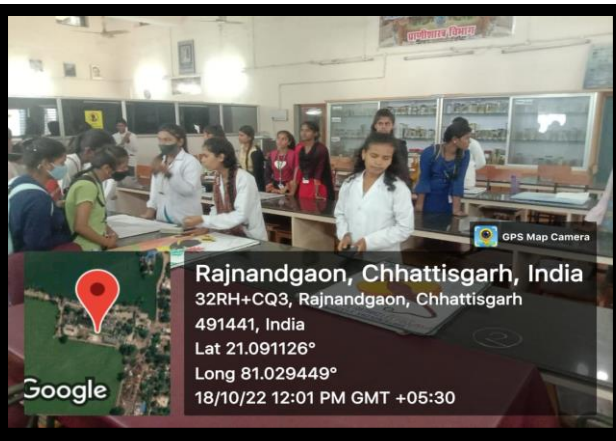 प्राणीशास्त्र विभाग
GPS Map Camera
Rajnandgaon, Chhattisgarh, India
32RH+CQ3, Rajnandgaon, Chhattisgarh
491441, India
Lat 21.091126°
Long 81.029449°
18/10/22 12:01 PM GMT +05:30
Google
2